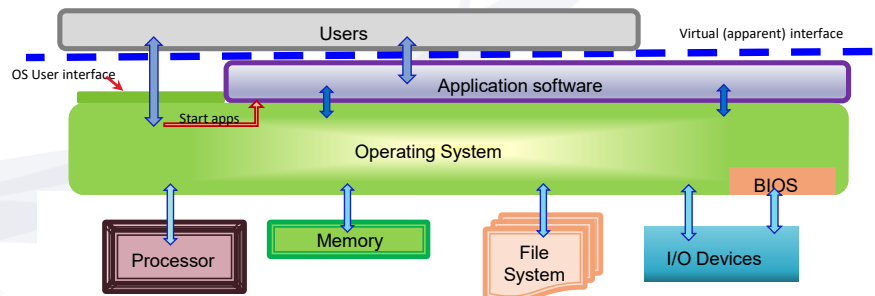 Users
Virtual (apparent) interface
OS User interface
Application software
Start apps
Operating System
BIOS
Processor
Memory
File
System
I/O Devices